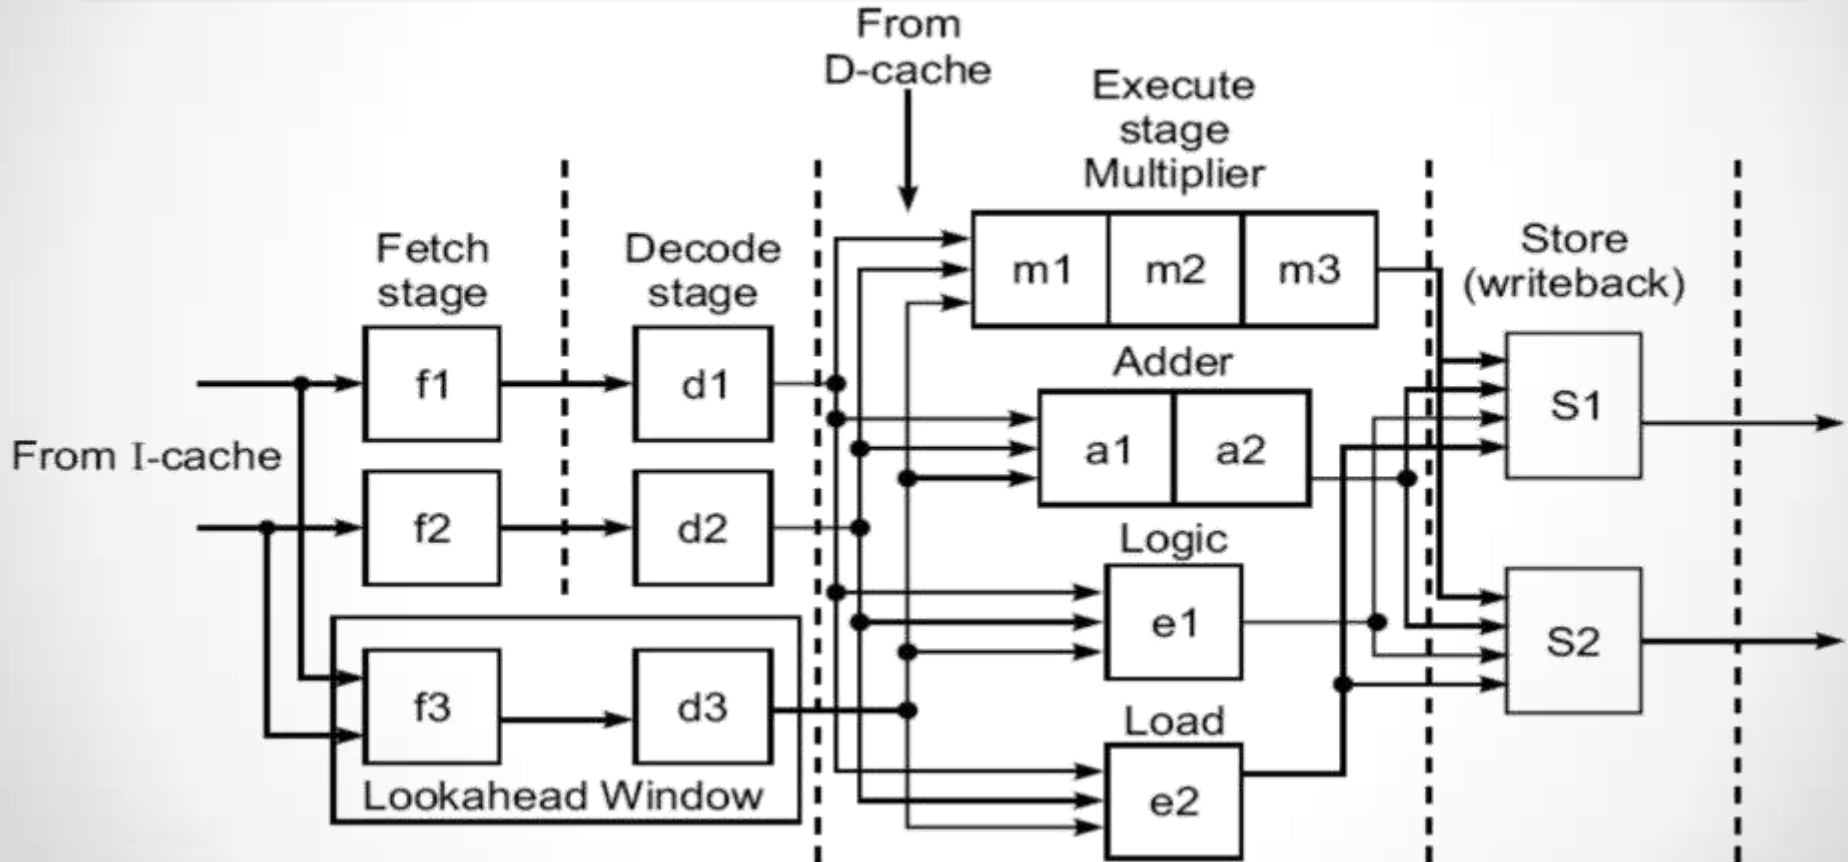 From
D-cache
Execute
stage
Multiplier
Fetch
stage
Decode
stage
m1 m2 m3
Store
(writeback)
Adder
f1
d1
S1
From I-cache
a1 a2
f2
d2
Logic
e1
S2
f3
d3
Load
Lookahead Window
e2